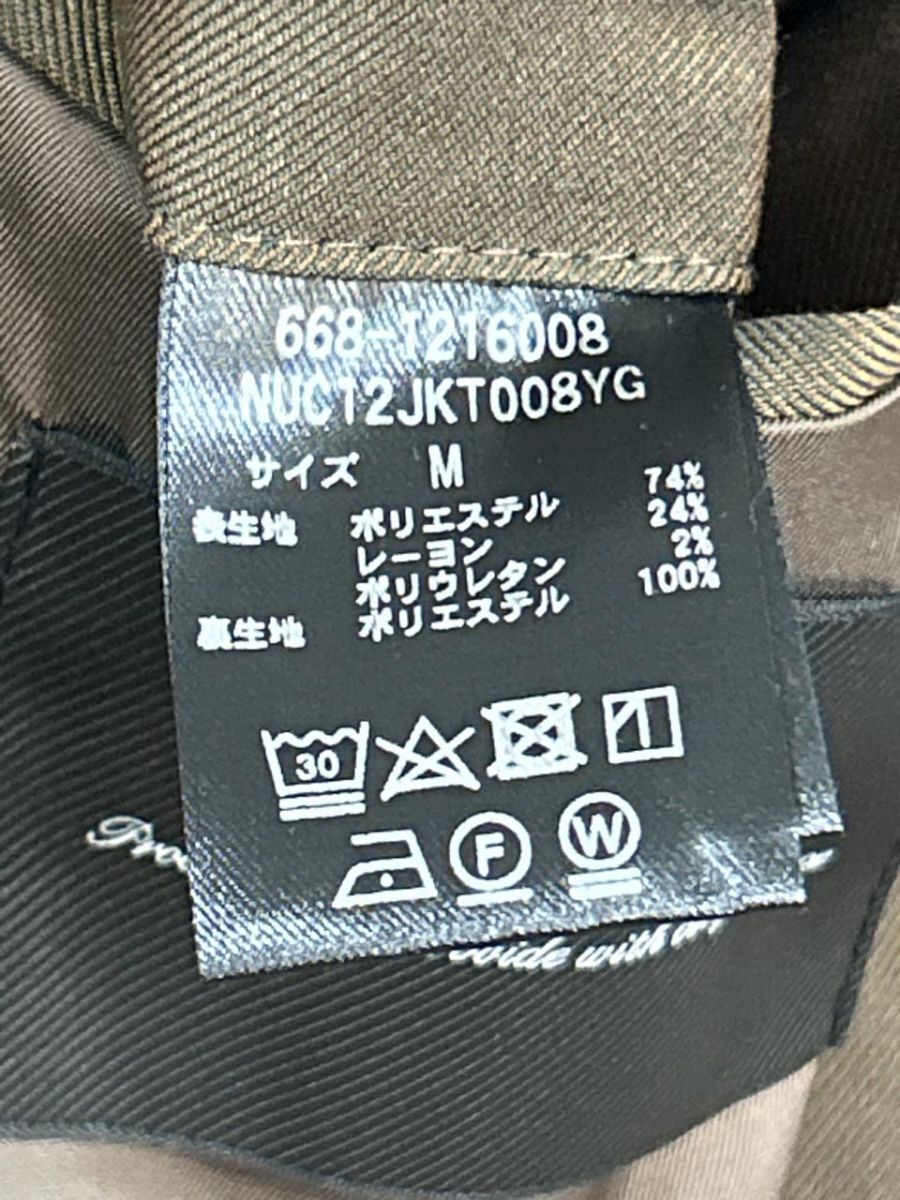 668-I216008
NUC12JKT008YG
サイズ M
表生地 ポリエステル 74%
レーヨン 24%
ポリウレタン 2%
裏生地 ポリエステル 100%
30
F
W
with